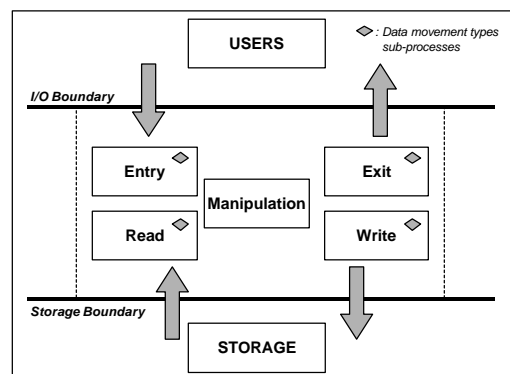 USERS
: Data movement types
sub-processes
I/O Boundary
Entry
Exit
Manipulation
Read
Write
Storage Boundary
STORAGE